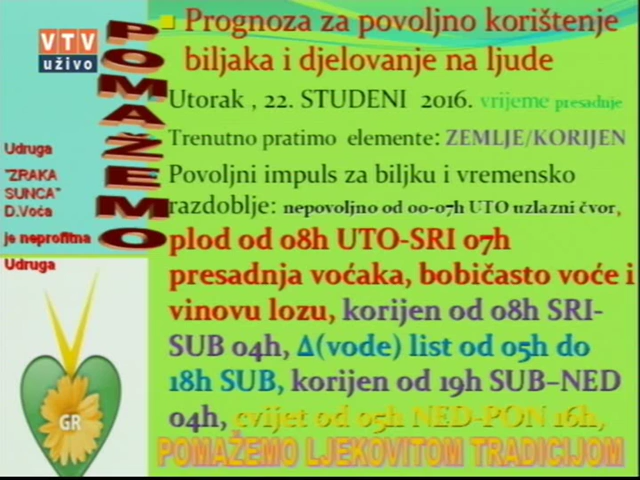 VTV
uživo
POMAŽEMO
Udruga
"ZRAKA
SUNCA"
D.Voća
je neprofitna
Udruga
GR
Prognoza za povoljno korištenje
biljaka i djelovanje na ljude
Utorak , 22. STUDENI 2016. vrijeme presadnje
Trenutno pratimo elemente: ZEMLJE/KORIJEN
Povoljni impuls za biljku i vremensko
razdoblje: nepovoljno od 00-07h UTO uzlazni čvor,
plod od 08h UTO-SRI 07h
presadnja voćaka, bobičasto voće i
vinovu lozu, korijen od 08h SRI-
SUB 04h, Δ(vode) list od 05h do
18h SUB, korijen od 19h SUB–NED
04h, cvijet od 05h NED-PON 16h,
POMAŽEMO LJEKOVITOM TRADICIJOM